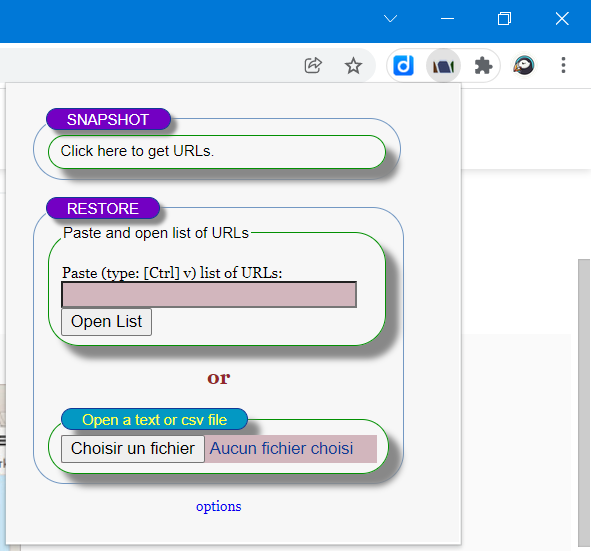 SNAPSHOT
Click here to get URLs.
RESTORE
Paste and open list of URLs
Paste (type: [Ctrl] v) list of URLs:
Open List
or
Open a text or csv file
Choisir un fichier Aucun fichier choisi
options